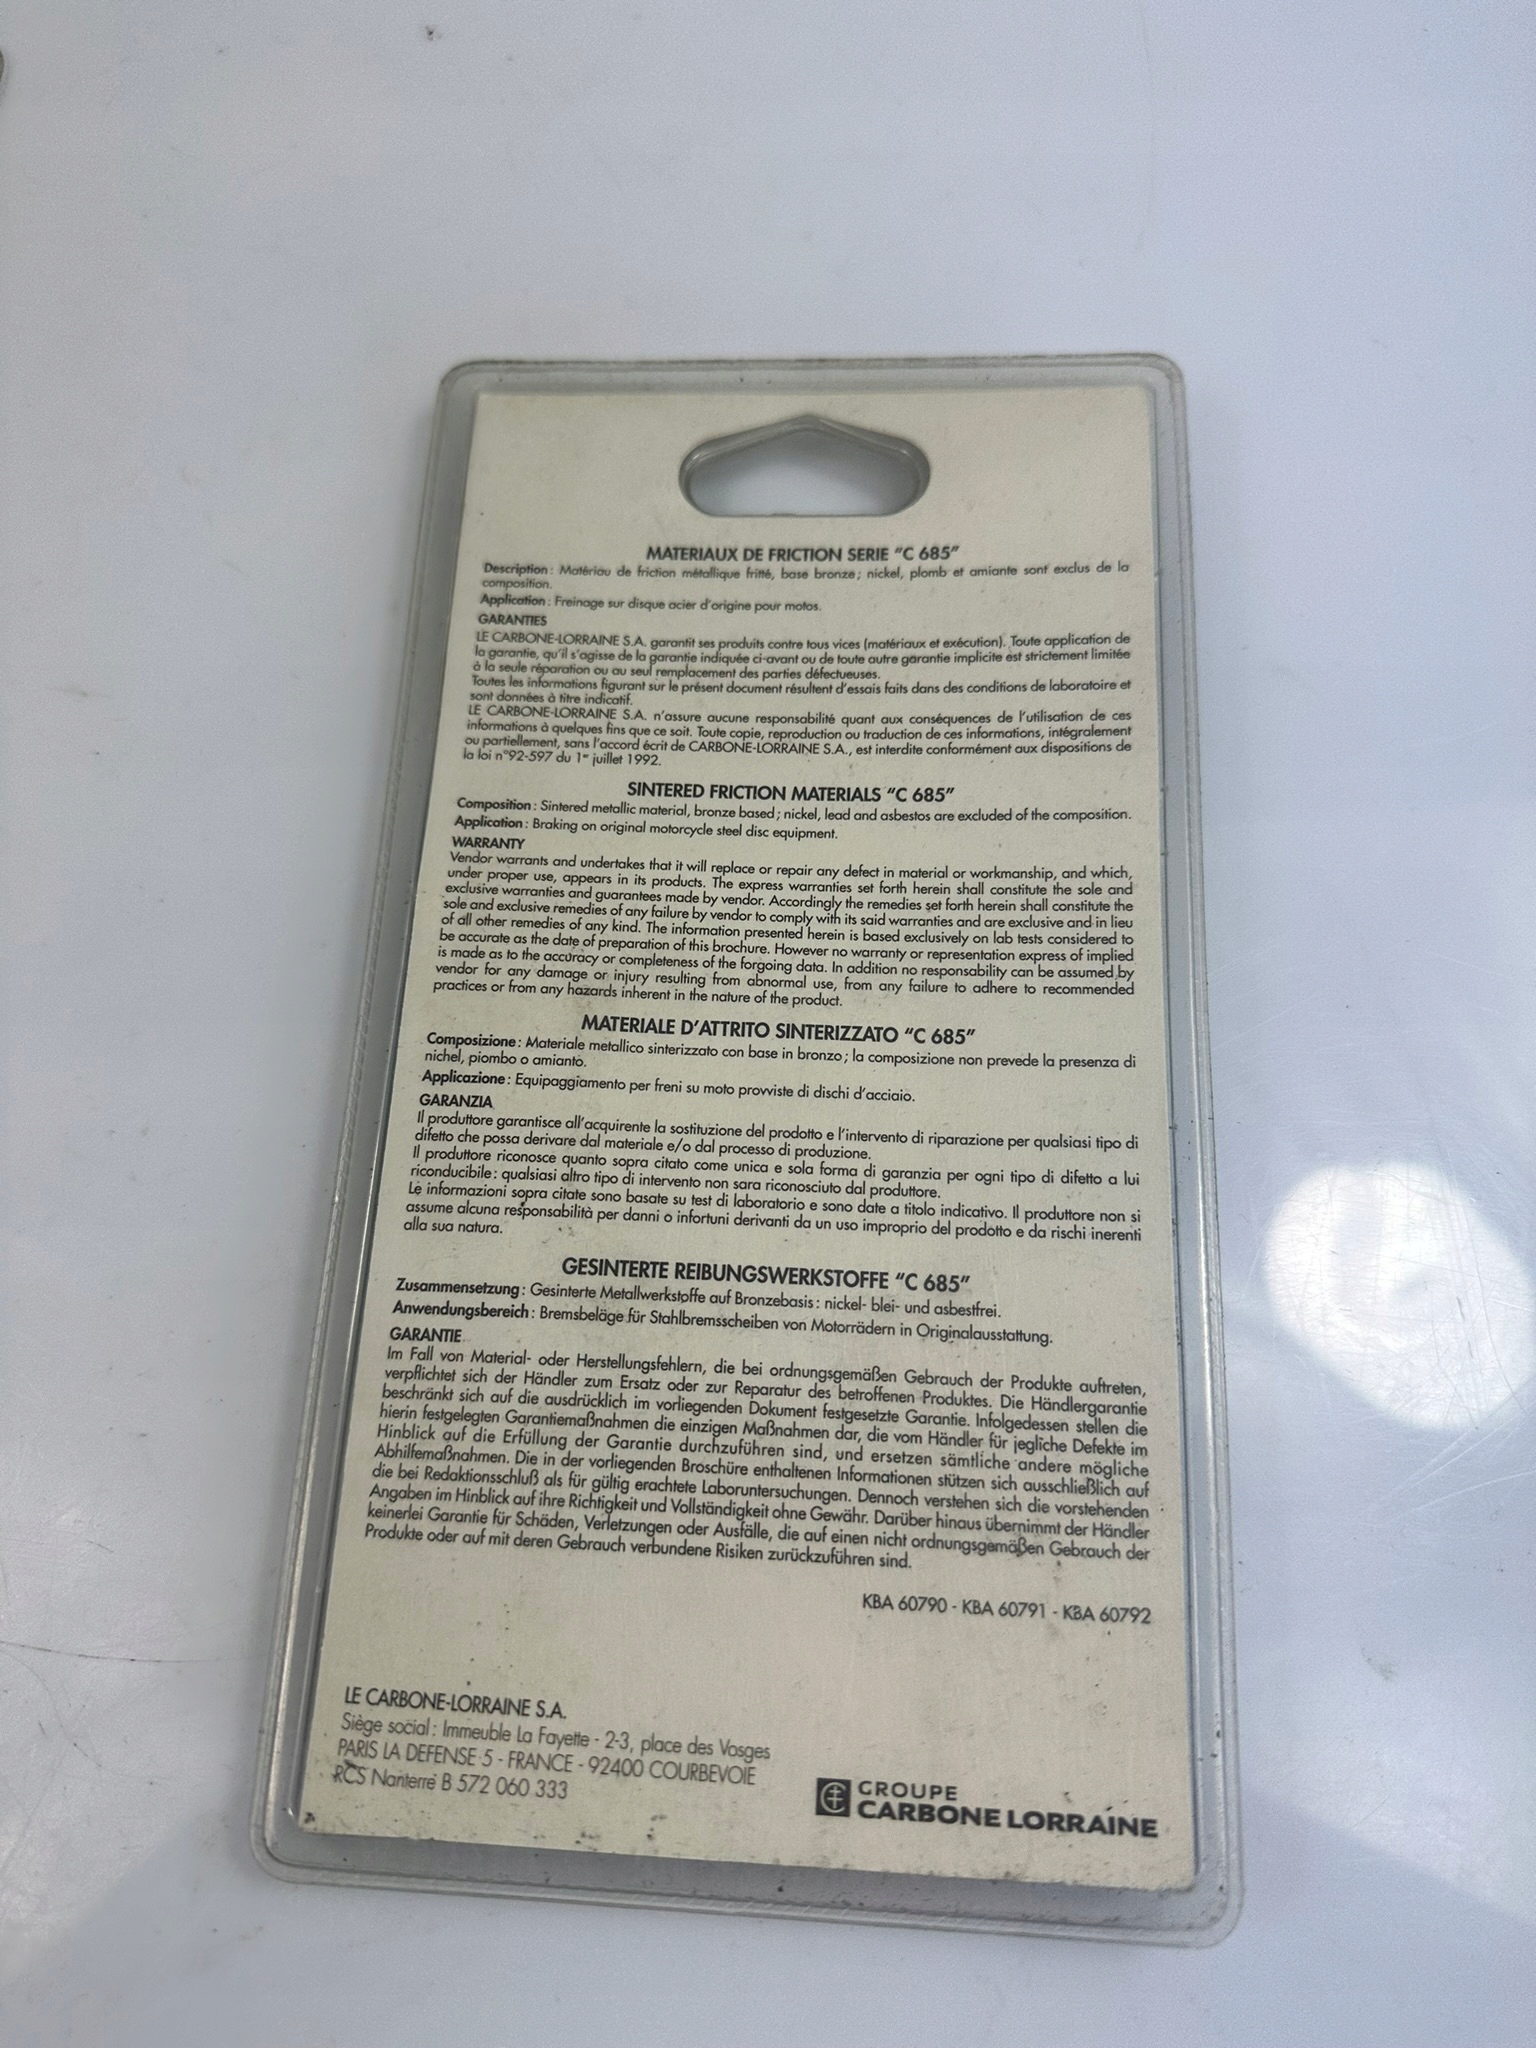 MATERIAUX DE FRICTION SERIE "C 685"
Description : Matériau de friction métallique fritté, base bronze ; nickel, plomb et amiante sont exclus de la
composition.
Application : Freinage sur disque acier d'origine pour motos.
GARANTIES
LE CARBONE-LORRAINE S.A. garantit ses produits contre tous vices (matériaux et exécution). Toute application de
la garantie, qu'il s'agisse de la garantie indiquée ci-avant ou de toute autre garantie implicite est strictement limitée
à la seule réparation ou au seul remplacement des parties défectueuses.
Toutes les informations figurant sur le présent document résultent d'essais faits dans des conditions de laboratoire et
sont données à titre indicatif.
LE CARBONE-LORRAINE S.A. n'assure aucune responsabilité quant aux conséquences de l'utilisation de ces
informations à quelques fins que ce soit. Toute copie, reproduction ou traduction de ces informations, intégralement
ou partiellement, sans l'accord écrit de CARBONE-LORRAINE S.A., est interdite conformément aux dispositions de
la loi n°92-597 du 1er juillet 1992.
SINTERED FRICTION MATERIALS "C 685"
Composition : Sintered metallic material, bronze based ; nickel, lead and asbestos are excluded of the composition.
Application : Braking on original motorcycle steel disc equipment.
WARRANTY
Vendor warrants and undertakes that it will replace or repair any defect in material or workmanship, and which,
under proper use, appears in its products. The express warranties set forth herein shall constitute the sole and
exclusive warranties and guarantees made by vendor. Accordingly the remedies set forth herein shall constitute the
sole and exclusive remedies of any failure by vendor to comply with its said warranties and are exclusive and in lieu
of all other remedies of any kind. The information presented herein is based exclusively on lab tests considered to
be accurate as the date of preparation of this brochure. However no warranty or representation express of implied
is made as to the accuracy or completeness of the forgoing data. In addition no responsability can be assumed by
vendor for any damage or injury resulting from abnormal use, from any failure to adhere to recommended
practices or from any hazards inherent in the nature of the product.
MATERIALE D'ATTRITO SINTERIZZATO "C 685"
Composizione : Materiale metallico sinterizzato con base in bronzo ; la composizione non prevede la presenza di
nichel, piombo o amianto.
Applicazione : Equipaggiamento per freni su moto provviste di dischi d'acciaio.
GARANZIA
Il produttore garantisce all'acquirente la sostituzione del prodotto e l'intervento di riparazione per qualsiasi tipo di
difetto che possa derivare dal materiale e/o dal processo di produzione.
Il produttore riconosce quanto sopra citato come unica e sola forma di garanzia per ogni tipo di difetto a lui
riconducibile : qualsiasi altro tipo di intervento non sara riconosciuto dal produttore.
Le informazioni sopra citate sono basate su test di laboratorio e sono date a titolo indicativo. Il produttore non si
assume alcuna responsabilità per danni o infortuni derivanti da un uso improprio del prodotto e da rischi inerenti
alla sua natura.
GESINTERTE REIBUNGSWERKSTOFFE "C 685"
Zusammensetzung : Gesinterte Metallwerkstoffe auf Bronzebasis : nickel- blei- und asbestfrei.
Anwendungsbereich : Bremsbeläge für Stahlbremsscheiben von Motorrädern in Originalausstattung.
GARANTIE
Im Fall von Material- oder Herstellungsfehlern, die bei ordnungsgemäßen Gebrauch der Produkte auftreten,
verpflichtet sich der Händler zum Ersatz oder zur Reparatur des betroffenen Produktes. Die Händlergarantie
beschränkt sich auf die ausdrücklich im vorliegenden Dokument festgesetzte Garantie. Infolgedessen stellen die
hierin festgelegten Garantiemaßnahmen die einzigen Maßnahmen dar, die vom Händler für jegliche Defekte im
Hinblick auf die Erfüllung der Garantie durchzuführen sind, und ersetzen sämtliche andere mögliche
Abhilfemaßnahmen. Die in der vorliegenden Broschüre enthaltenen Informationen stützen sich ausschließlich auf
die bei Redaktionsschluß als für gültig erachtete Laboruntersuchungen. Dennoch verstehen sich die vorstehenden
Angaben im Hinblick auf ihre Richtigkeit und Vollständigkeit ohne Gewähr. Darüber hinaus übernimmt der Händler
keinerlei Garantie für Schäden, Verletzungen oder Ausfälle, die auf einen nicht ordnungsgemäßen Gebrauch der
Produkte oder auf mit deren Gebrauch verbundene Risiken zurückzuführen sind.
KBA 60790 - KBA 60791 - KBA 60792
LE CARBONE-LORRAINE S.A.
Siège social : Immeuble La Fayette - 2-3, place des Vosges
PARIS LA DEFENSE 5 - FRANCE - 92400 COURBEVOIE
RCS Nanterre B 572 060 333
GROUPE
CARBONE LORRAINE